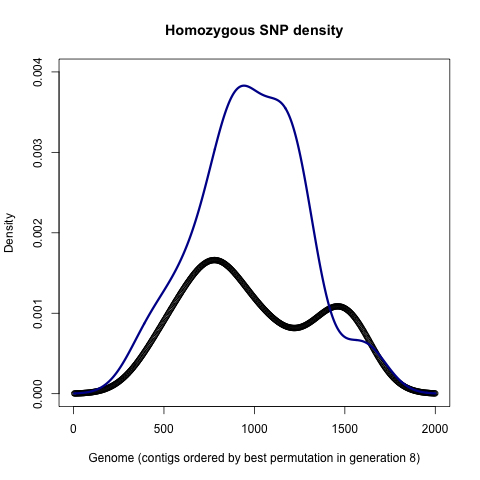 Homozygous SNP density
Density
0.004
0.003
0.002
0.001
0.000
0 500 1000 1500 2000
Genome (contigs ordered by best permutation in generation 8)